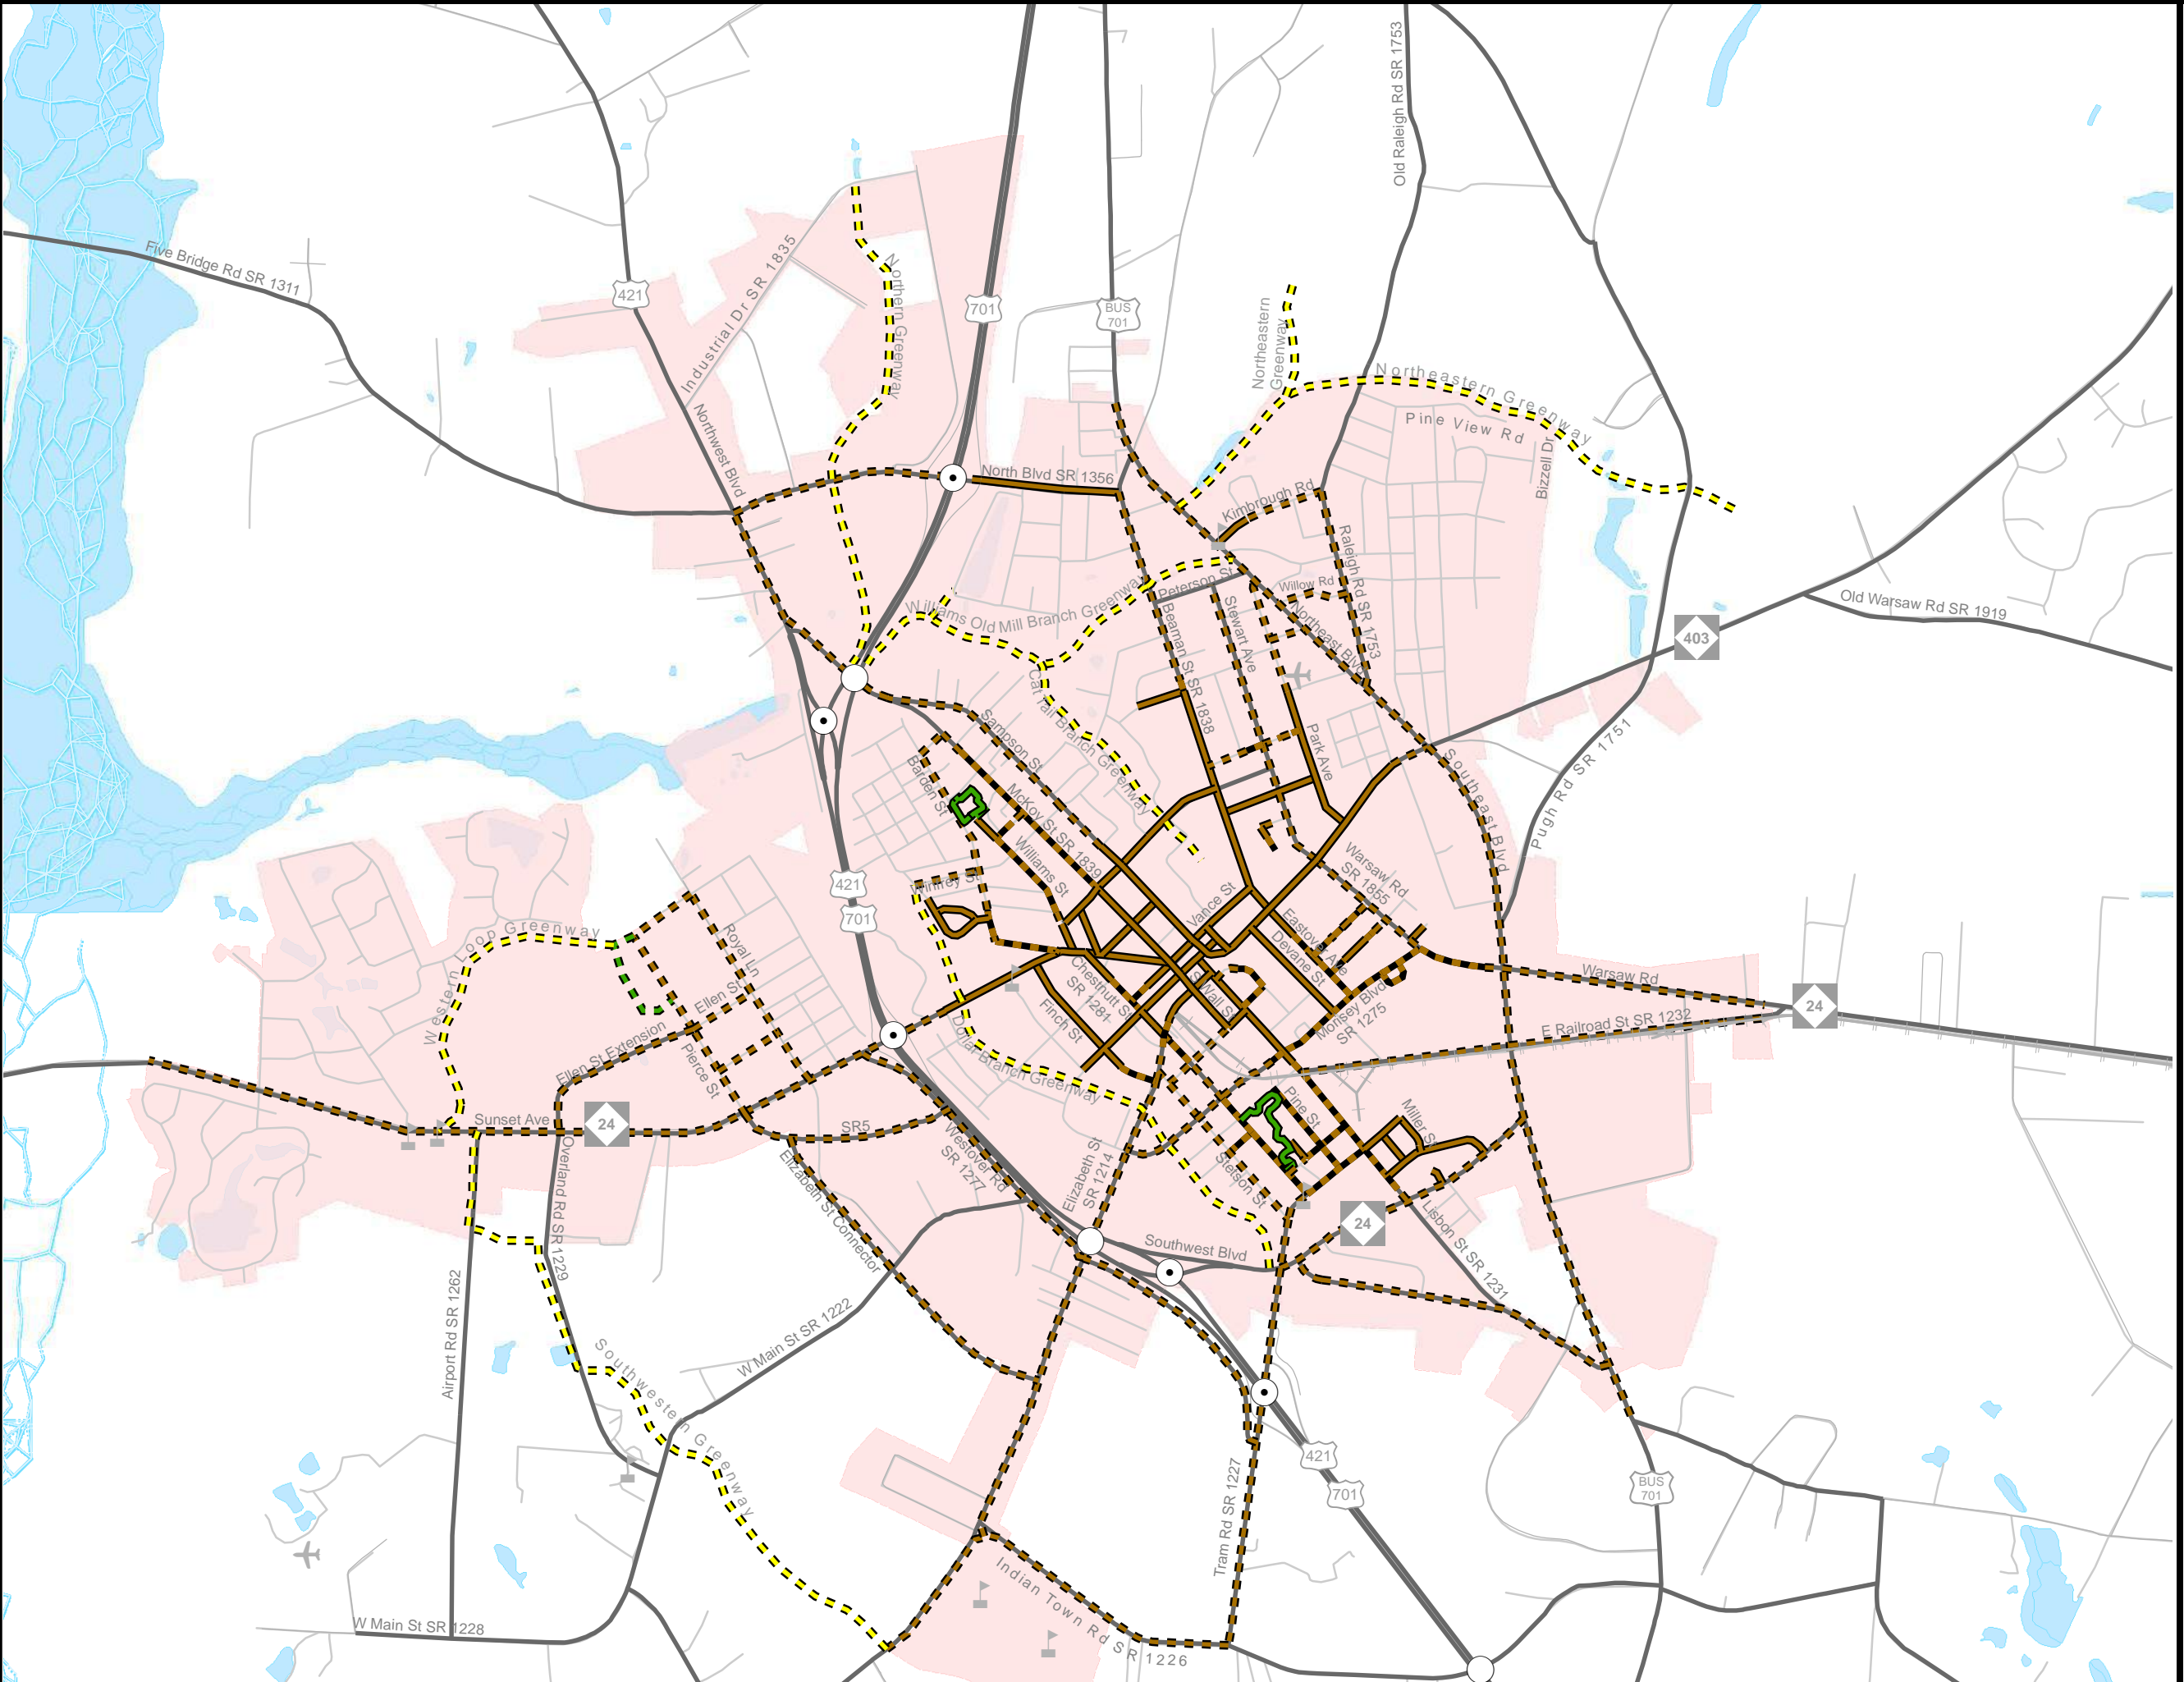 Old Raleigh Rd SR 1753
Five Bridge Rd SR 1311
421
Industrial Dr SR 1835
Northern Greenway
701
BUS
701
Northeastern
Greenway
Northeastern Greenway
Pine View Rd
Bizzell Dr
Northwest Blvd
North Blvd SR 1356
Kimbrough Rd
Raleigh Rd SR 1753
Williams Old Mill Branch Greenway
Peterson St
Willow Rd
Old Warsaw Rd SR 1919
403
Beaman St SR 1838
Stewart Ave
Northeast Blvd
Cat Tail Branch Greenway
Sampson St
Park Ave
Southeast Blvd
Pugh Rd SR 1751
Barden St
McKoy St SR 1839
Williams St
Warsaw Rd
SR 1855
421
701
Winfrey St
Vance St
Eastover Ave
Devane St
Western Loop Greenway
Royal Ln
Ellen St
Chestnutt St
SR 1281
Wall St
Finch St
Morisey Blvd
SR 1275
Warsaw Rd
24
E Railroad St SR 1232
Ellen St Extension
Pierce St
Dollar Branch Greenway
Sunset Ave
24
SR5
Pine St
Miller St
Overland Rd SR 1229
Westover Rd
SR 1277
Elizabeth St
SR 1214
Stetson St
Elizabeth St Connector
24
Lisbon St SR 1231
Southwest Blvd
Airport Rd SR 1262
W Main St SR 1222
Southwestern Greenway
421
701
BUS
701
Tram Rd SR 1227
Indian Town Rd SR 1226
W Main St SR 1228